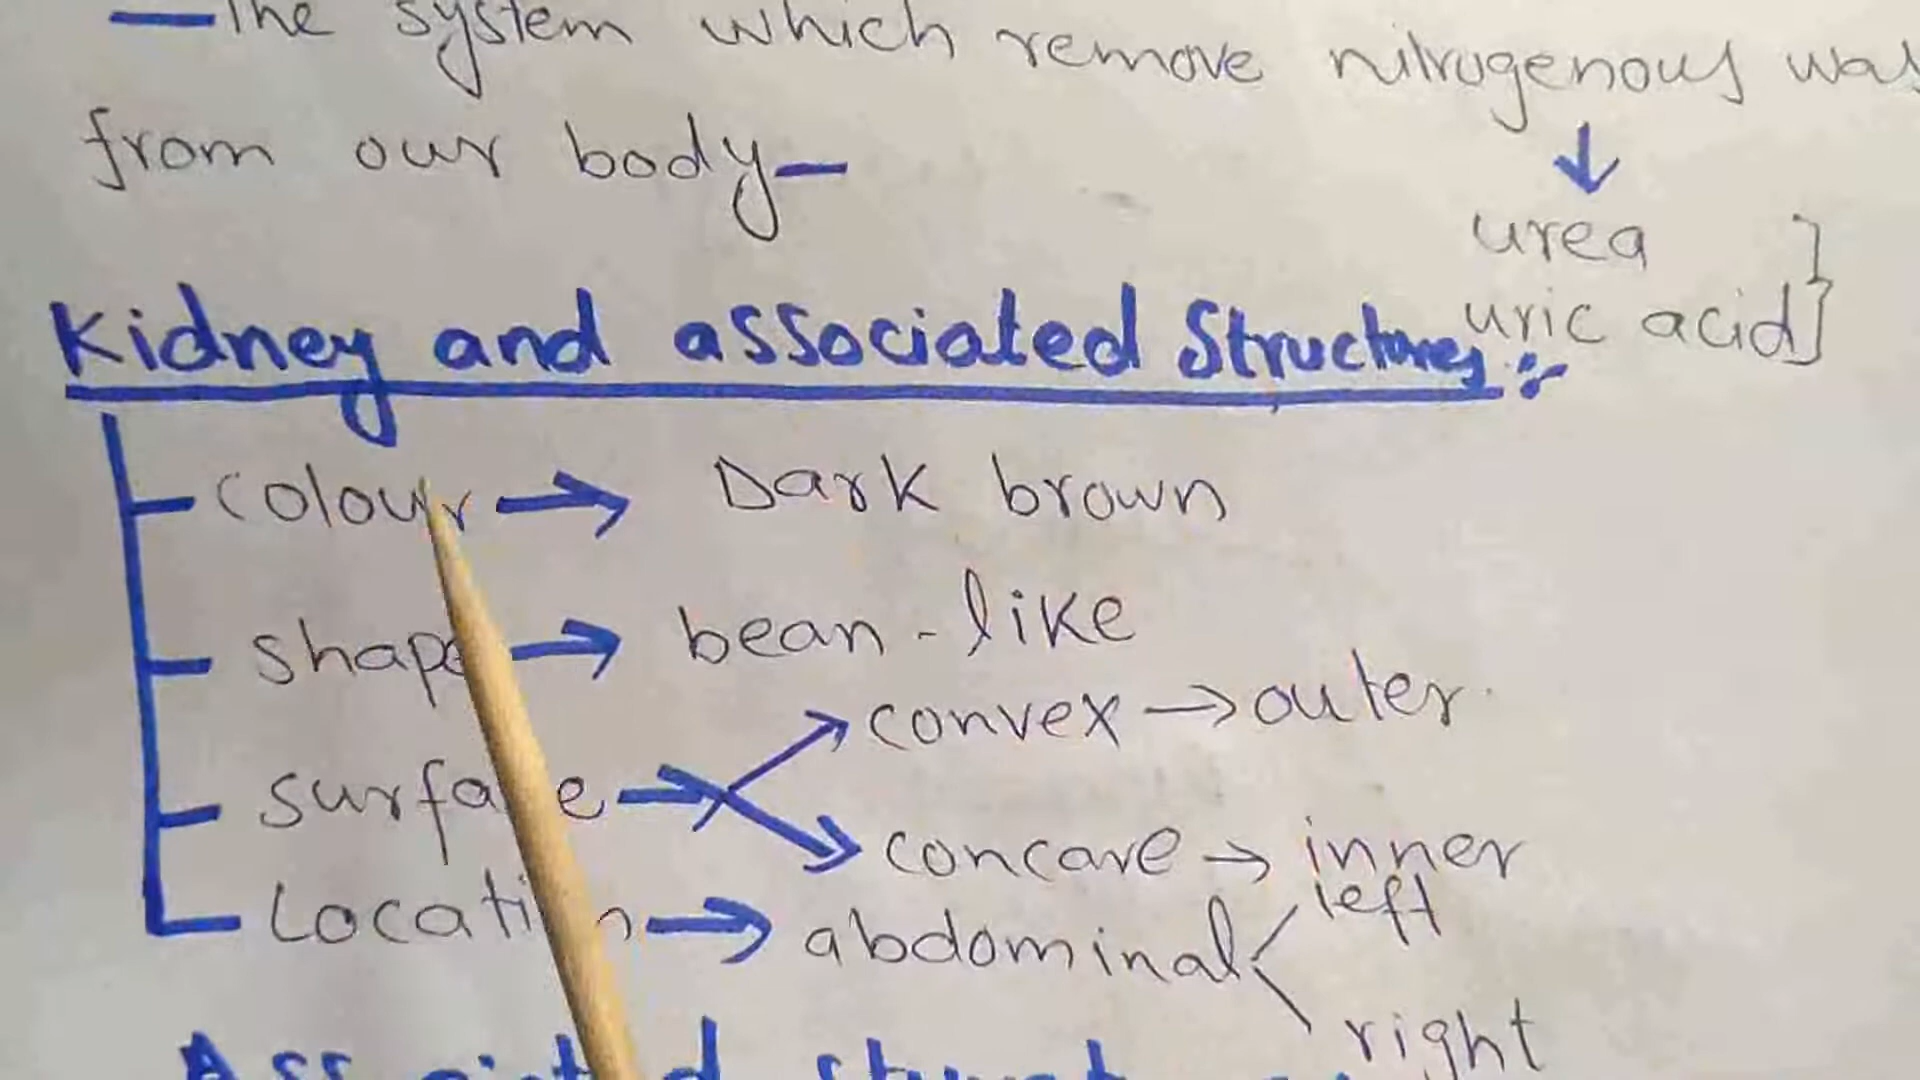 —The system which remove nitrogenous
from our body—
↓
urea ]
uric acid ]
Kidney and associated Structures :-
colour → Dark brown
shape → bean-like
surface → convex → outer
concave → inner
Location → abdominal left
right